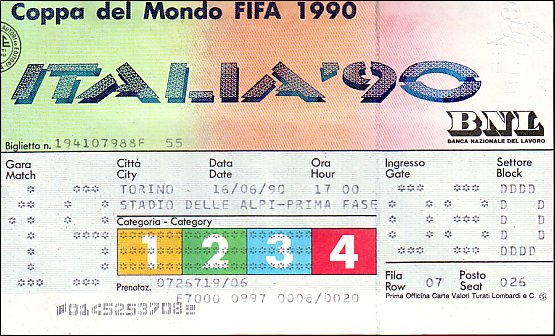 Coppa del Mondo FIFA 1990
ITALIA'90
BNL
BANCA NAZIONALE DEL LAVORO
Biglietto n. 194107988F 55
Gara Città Data Ora Ingresso Settore
Match City Date Hour Gate Block
*** TORINO 16/06/90 17 00 *** *** DDDD
STADIO DELLE ALPI-PRIMA FASE D D
Categoria - Category
1 2 3 4
D D
*** *** *** DDDD
Prenotaz. 0726719/06
Fila Posto
Row 07 Seat 026
Prima Officina Carte Valori Turati Lombardi e C.
F7000 0997 0008/0020
0145253708